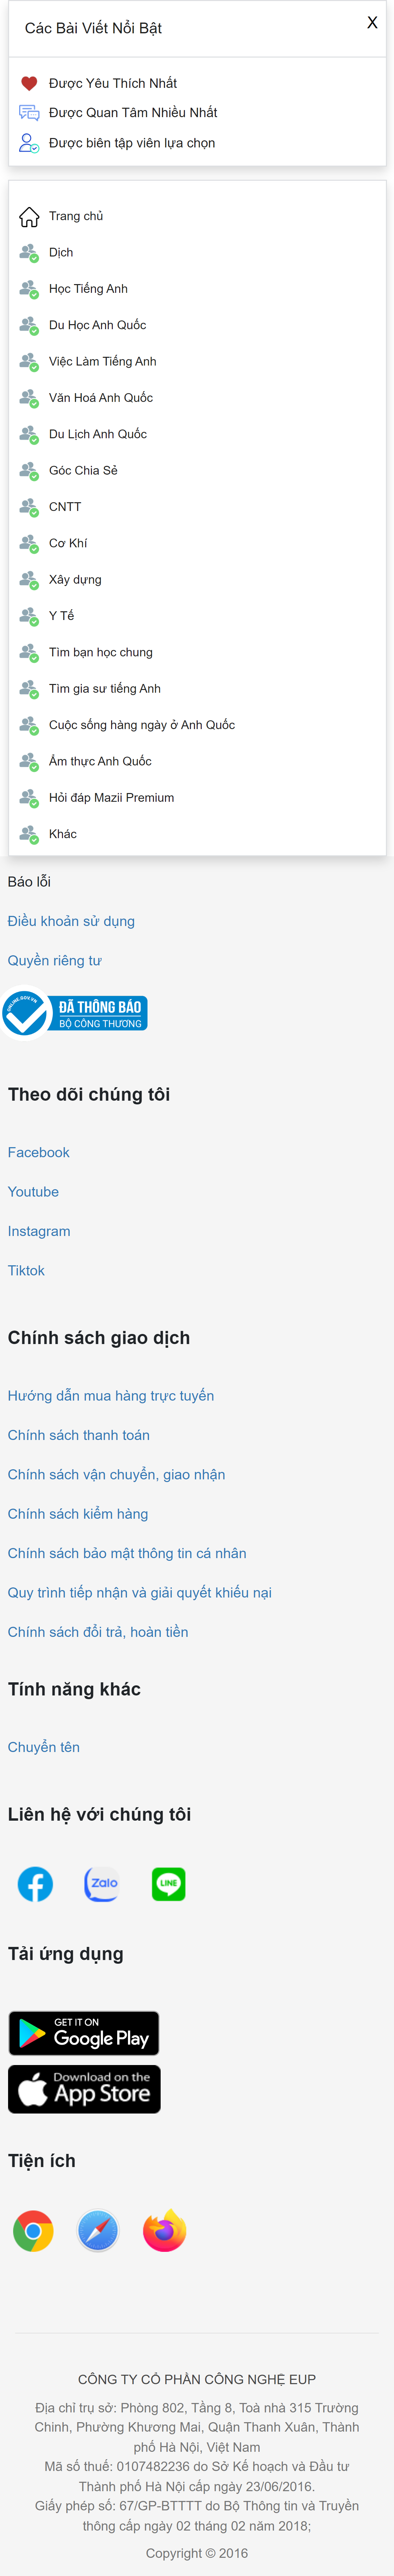 Các Bài Viết Nổi Bật
X
Được Yêu Thích Nhất
Được Quan Tâm Nhiều Nhất
Được biên tập viên lựa chọn
Trang chủ
Dịch
Học Tiếng Anh
Du Học Anh Quốc
Việc Làm Tiếng Anh
Văn Hoá Anh Quốc
Du Lịch Anh Quốc
Góc Chia Sẻ
CNTT
Cơ Khí
Xây dựng
Y Tế
Tìm bạn học chung
Tìm gia sư tiếng Anh
Cuộc sống hàng ngày ở Anh Quốc
Ẩm thực Anh Quốc
Hỏi đáp Mazii Premium
Khác
Báo lỗi
Điều khoản sử dụng
Quyền riêng tư
ONLINE.GOV.VN
ĐÃ THÔNG BÁO
BỘ CÔNG THƯƠNG
Theo dõi chúng tôi
Facebook
Youtube
Instagram
Tiktok
Chính sách giao dịch
Hướng dẫn mua hàng trực tuyến
Chính sách thanh toán
Chính sách vận chuyển, giao nhận
Chính sách kiểm hàng
Chính sách bảo mật thông tin cá nhân
Quy trình tiếp nhận và giải quyết khiếu nại
Chính sách đổi trả, hoàn tiền
Tính năng khác
Chuyển tên
Liên hệ với chúng tôi
Zalo
LINE
Tải ứng dụng
GET IT ON
Google Play
Download on the
App Store
Tiện ích
CÔNG TY CỔ PHẦN CÔNG NGHỆ EUP
Địa chỉ trụ sở: Phòng 802, Tầng 8, Toà nhà 315 Trường
Chinh, Phường Khương Mai, Quận Thanh Xuân, Thành
phố Hà Nội, Việt Nam
Mã số thuế: 0107482236 do Sở Kế hoạch và Đầu tư
Thành phố Hà Nội cấp ngày 23/06/2016.
Giấy phép số: 67/GP-BTTTT do Bộ Thông tin và Truyền
thông cấp ngày 02 tháng 02 năm 2018;
Copyright © 2016